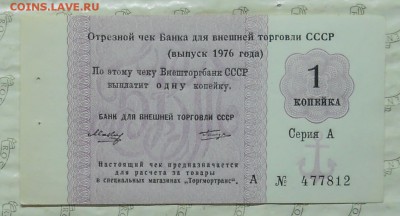 COINS.LAVE.RU
Отрезной чек Банка для внешней торговли СССР
(выпуск 1976 года)
По этому чеку Внешторгбанк СССР
выплатит одну копейку.
БАНК ДЛЯ ВНЕШНЕЙ ТОРГОВЛИ СССР
Настоящий чек предназначается
для расчета за товары
в специальных магазинах „Торгмортранс".
1
КОПЕЙКА
Серия А
А № 477812